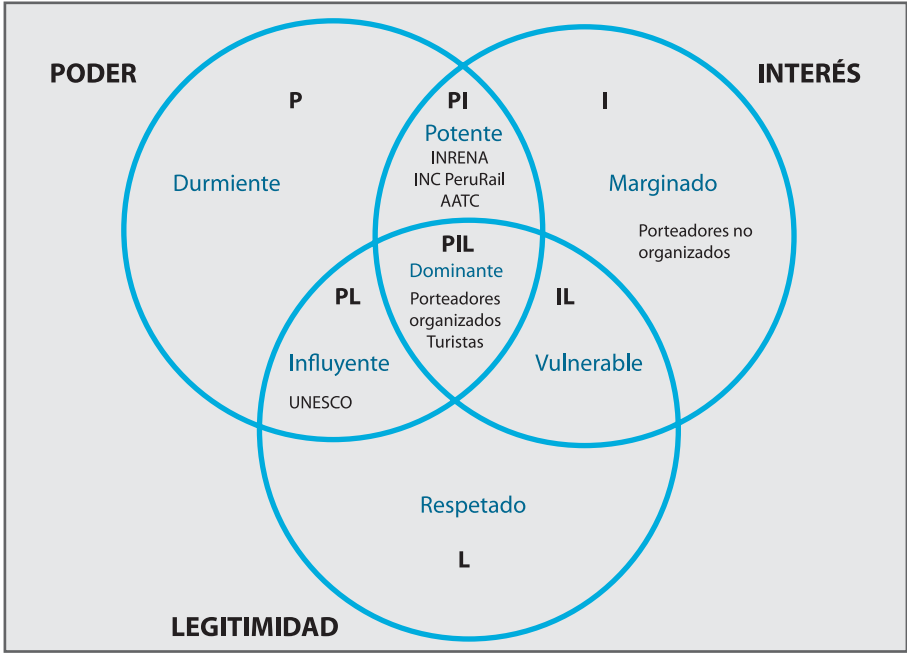 PODER
INTERÉS
P
PI
I
Potente
INRENA
INC PeruRail
AATC
Durmiente
Marginado
Porteadores no
organizados
PIL
Dominante
Porteadores
organizados
Turistas
PL
IL
Influyente
Vulnerable
UNESCO
Respetado
L
LEGITIMIDAD